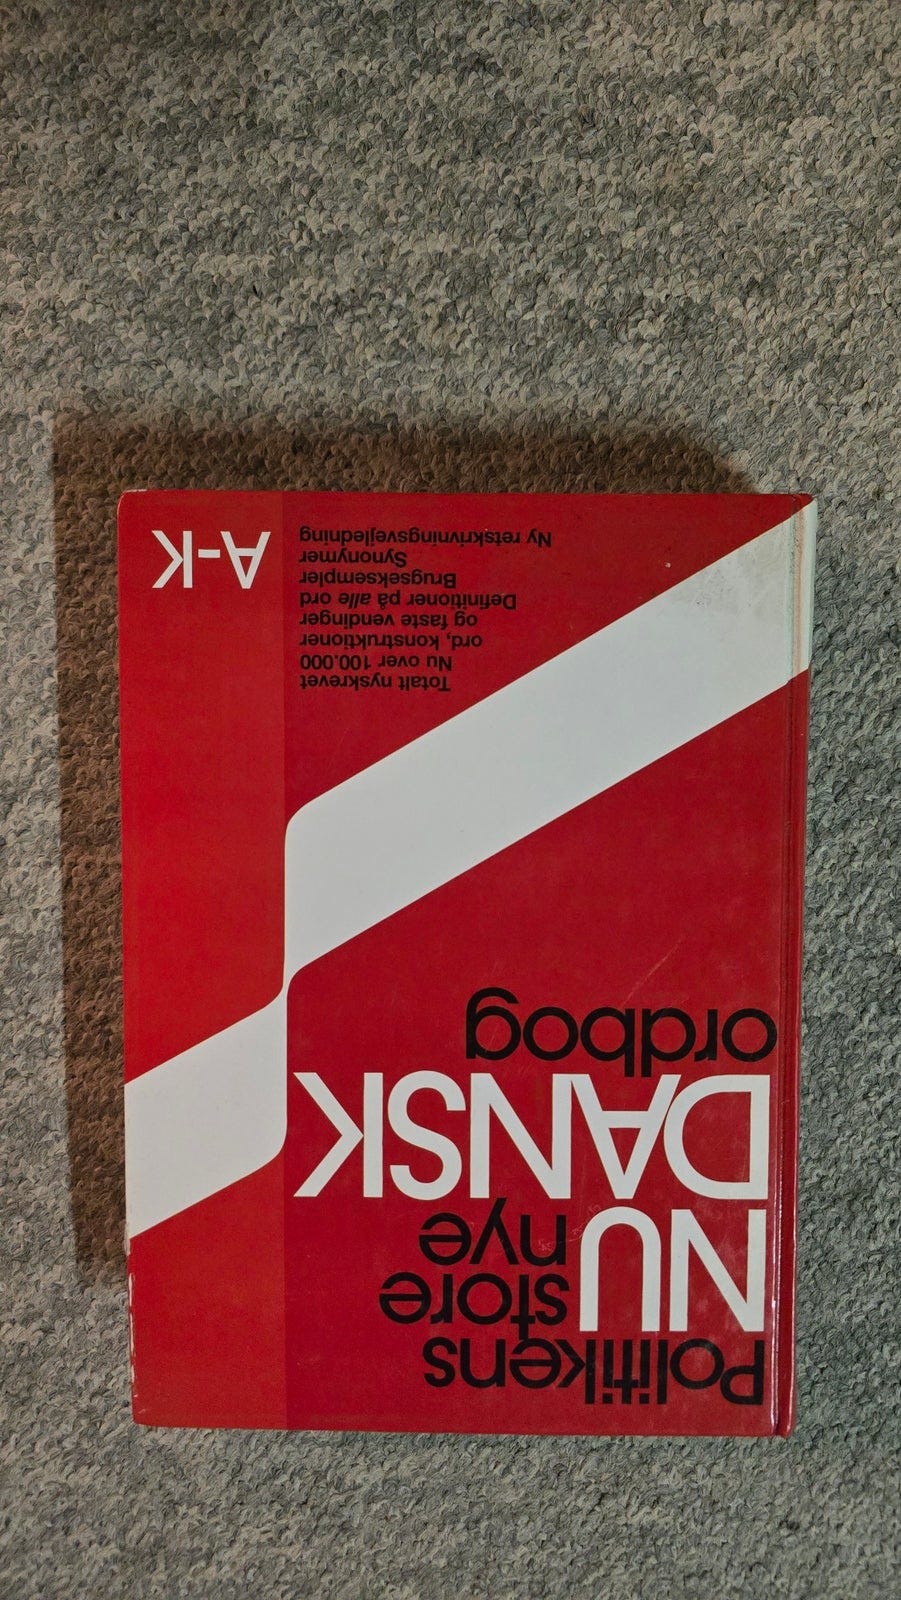 Politikens
store
nye
NU
DANSK
ordbog
Totalt nyskrevet
Nu over 100.000
ord, konstruktioner
og faste vendinger
Definitioner på alle ord
Brugseksempler
Synonymer
Ny retskrivningsvejledning
A-K